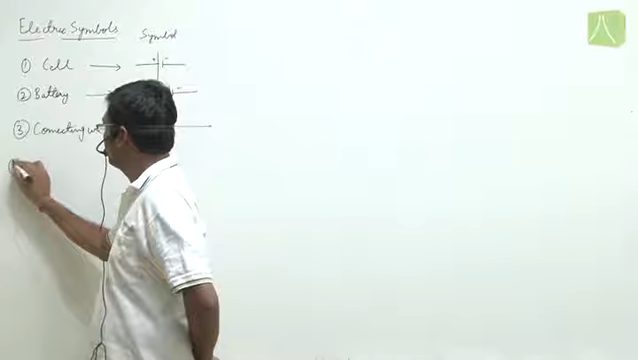 Electric Symbols
Symbol
① Cell
② Battery
③ Connecting